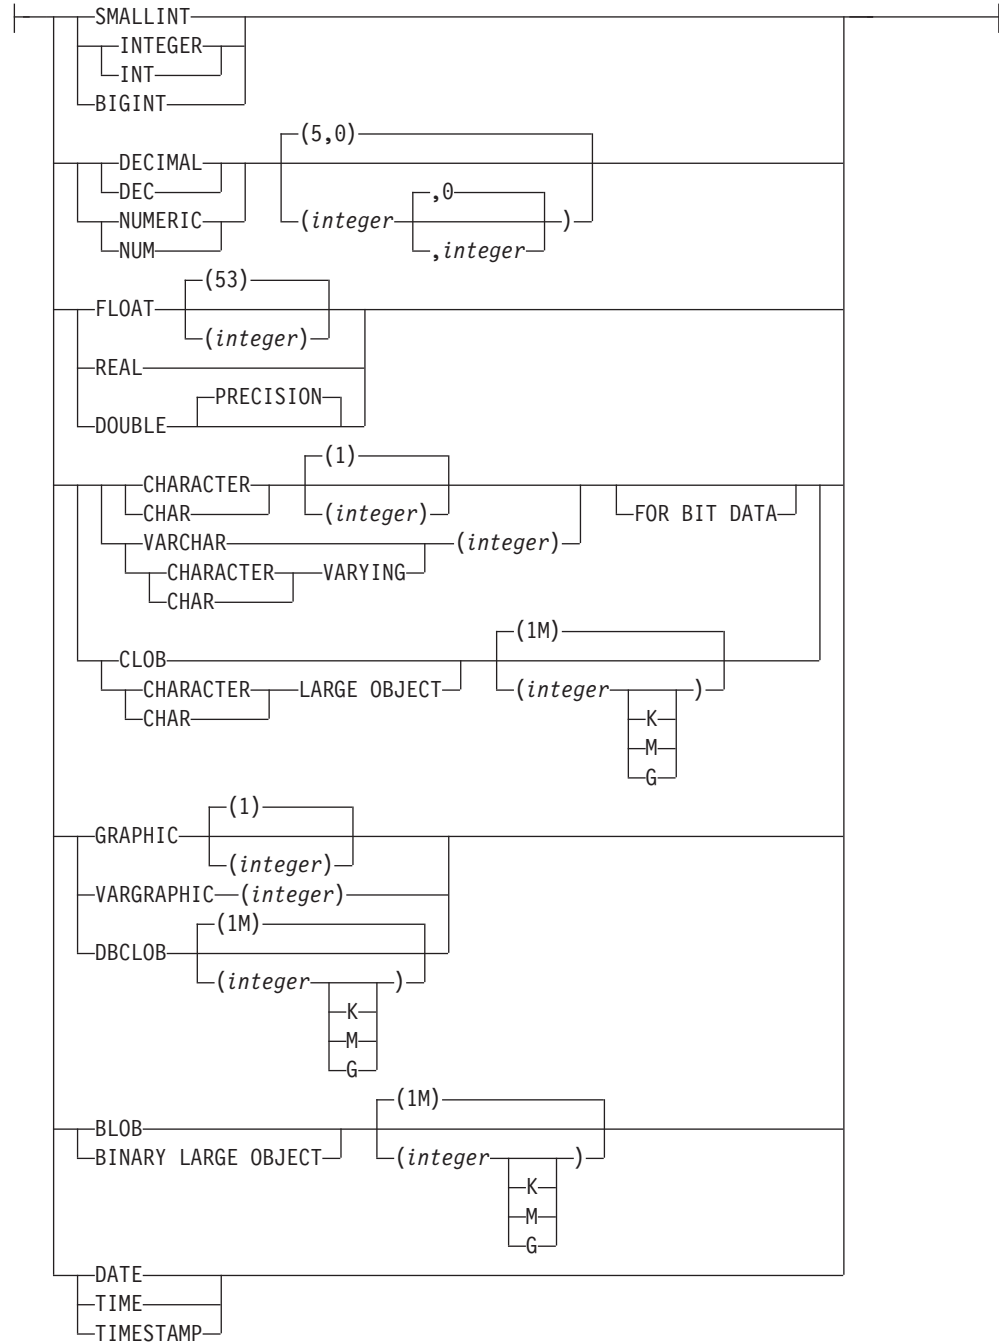 SMALLINT
INTEGER
INT
BIGINT
(5,0)
DECIMAL
DEC
,0
NUMERIC
(integer )
NUM
,integer
(53)
FLOAT
(integer)
REAL
PRECISION
DOUBLE
(1)
CHARACTER
CHAR (integer) FOR BIT DATA
VARCHAR (integer)
CHARACTER VARYING
CHAR
(1M)
CLOB
CHARACTER LARGE OBJECT (integer )
CHAR K
M
G
(1)
GRAPHIC
(integer)
VARGRAPHIC (integer)
(1M)
DBCLOB
(integer )
K
M
G
(1M)
BLOB
BINARY LARGE OBJECT (integer )
K
M
G
DATE
TIME
TIMESTAMP